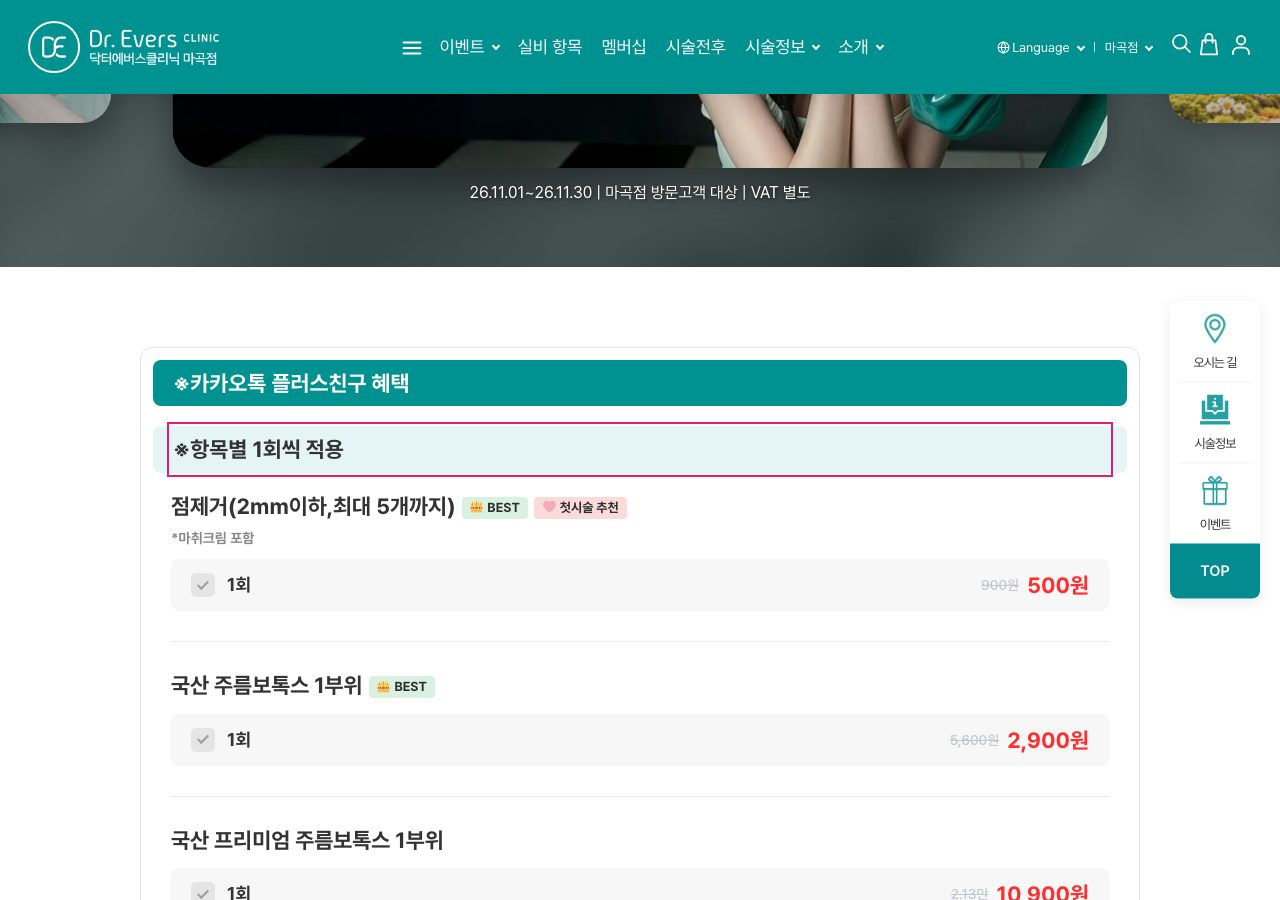 Dr. Evers CLINIC
닥터에버스클리닉 마곡점
이벤트
실비 항목
멤버십
시술전후
시술정보
소개
Language
마곡점
26.11.01~26.11.30 | 마곡점 방문고객 대상 | VAT 별도
오시는 길
시술정보
이벤트
TOP
※카카오톡 플러스친구 혜택
※항목별 1회씩 적용
점제거(2mm이하,최대 5개까지) BEST 첫시술 추천
*마취크림 포함
1회 900원 500원
국산 주름보톡스 1부위 BEST
1회 5,600원 2,900원
국산 프리미엄 주름보톡스 1부위
1회 2.13만 10,900원